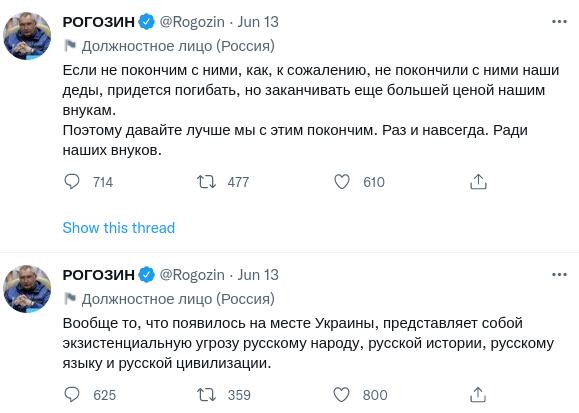 РОГОЗИН @Rogozin · Jun 13
Должностное лицо (Россия)
Если не покончим с ними, как, к сожалению, не покончили с ними наши
деды, придется погибать, но заканчивать еще большей ценой нашим
внукам.
Поэтому давайте лучше мы с этим покончим. Раз и навсегда. Ради
наших внуков.
714 477 610
Show this thread
РОГОЗИН @Rogozin · Jun 13
Должностное лицо (Россия)
Вообще то, что появилось на месте Украины, представляет собой
экзистенциальную угрозу русскому народу, русской истории, русскому
языку и русской цивилизации.
625 359 800